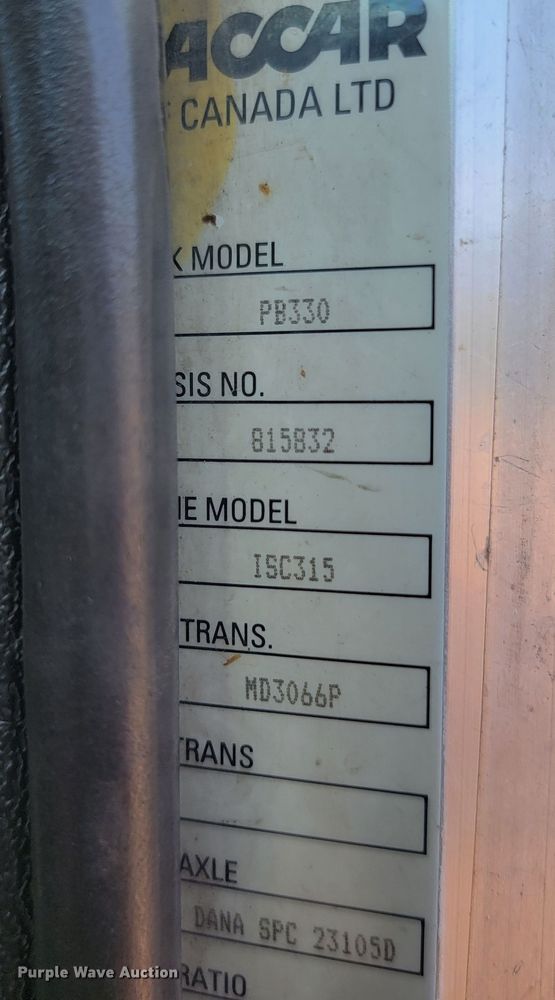 ACCAR
CANADA LTD
K MODEL
PB330
SIS NO.
815832
IE MODEL
ISC315
TRANS.
MD3066P
TRANS
AXLE
DANA SPC 23105D
RATIO
Purple Wave Auction